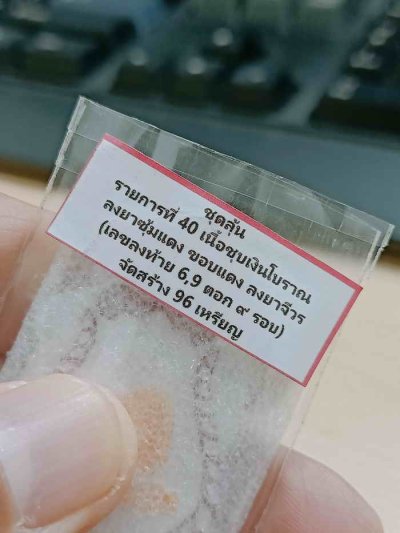 ชุดลุ้น
รายการที่ 40 เนื้อชุบเงินโบราณ
ลงยาซุ้มแดง ขอบแดง ลงยาจีวร
(เลขลงท้าย 6,9 ตอก ๙ รอบ)
จัดสร้าง 96 เหรียญ